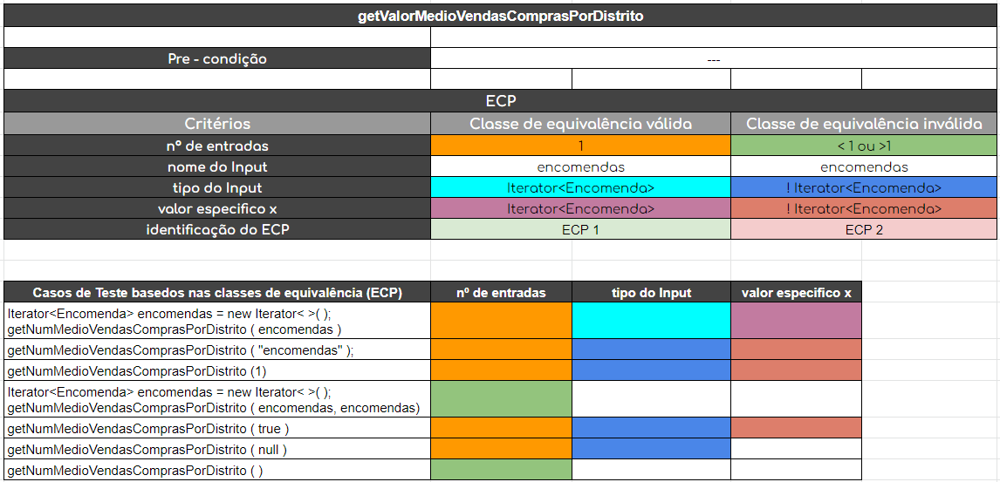 getValorMedioVendasComprasPorDistrito
Pre - condição
---
ECP
Critérios Classe de equivalência válida Classe de equivalência inválida
nº de entradas 1 < 1 ou >1
nome do Input encomendas encomendas
tipo do Input Iterator<Encomenda> ! Iterator<Encomenda>
valor especifico x Iterator<Encomenda> ! Iterator<Encomenda>
identificação do ECP ECP 1 ECP 2
Casos de Teste basedos nas classes de equivalência (ECP) nº de entradas tipo do Input valor especifico x
Iterator<Encomenda> encomendas = new Iterator< >( );
getNumMedioVendasComprasPorDistrito ( encomendas )
getNumMedioVendasComprasPorDistrito ( "encomendas" );
getNumMedioVendasComprasPorDistrito (1)
Iterator<Encomenda> encomendas = new Iterator< >( );
getNumMedioVendasComprasPorDistrito ( encomendas, encomendas)
getNumMedioVendasComprasPorDistrito ( true )
getNumMedioVendasComprasPorDistrito ( null )
getNumMedioVendasComprasPorDistrito ( )